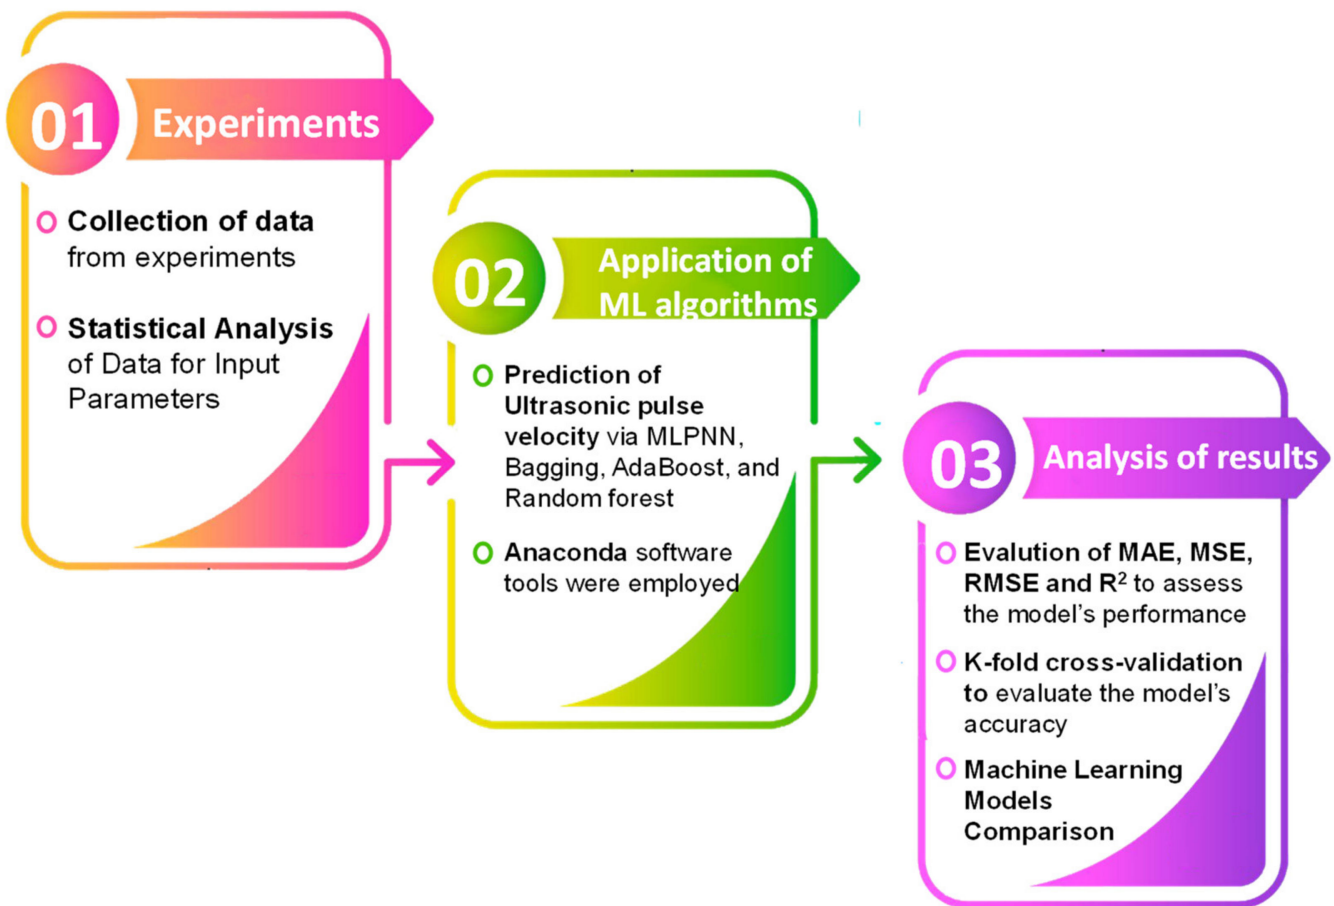 01
Experiments
Collection of data
from experiments
Statistical Analysis
of Data for Input
Parameters
02
Application of
ML algorithms
Prediction of
Ultrasonic pulse
velocity via MLPNN,
Bagging, AdaBoost, and
Random forest
Anaconda software
tools were employed
03
Analysis of results
Evalution of MAE, MSE,
RMSE and R² to assess
the model's performance
K-fold cross-validation
to evaluate the model's
accuracy
Machine Learning
Models
Comparison